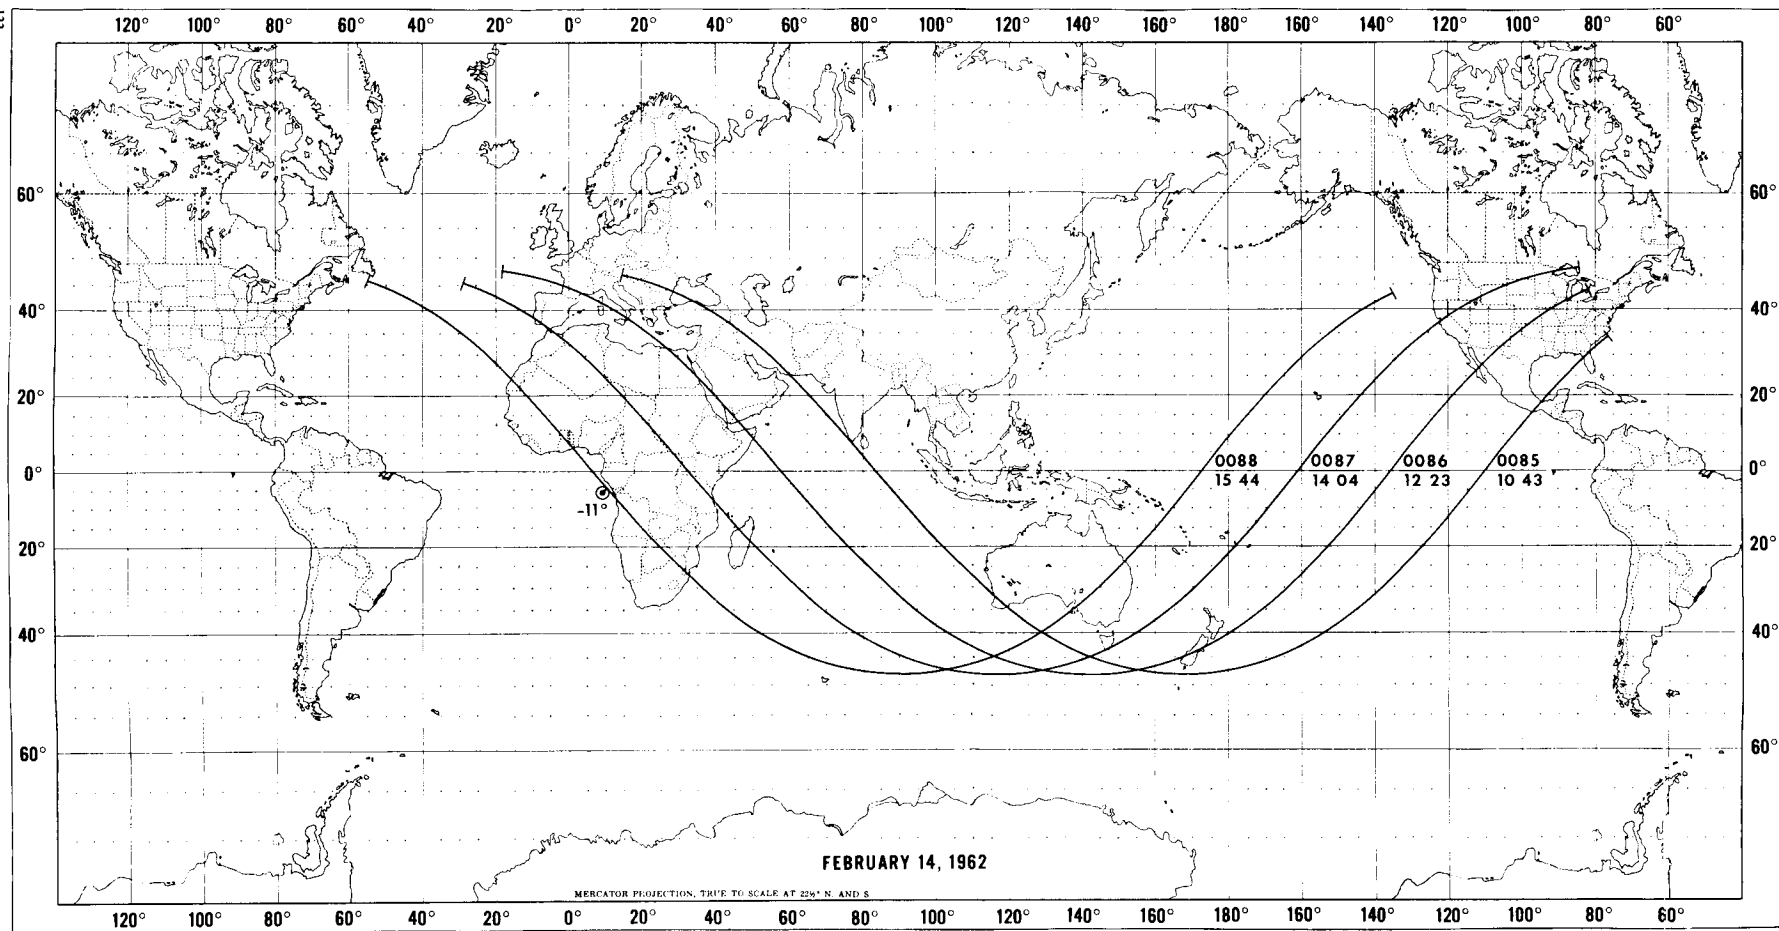 120° 100° 80° 60° 40° 20° 0° 20° 40° 60° 80° 100° 120° 140° 160° 180° 160° 140° 120° 100° 80° 60°
60° 60°
40° 40°
20° 20°
0° 0088 0087 0086 0085 0°
15 44 14 04 12 23 10 43
-11°
20° 20°
40° 40°
60° 60°
FEBRUARY 14, 1962
MERCATOR PROJECTION, TRUE TO SCALE AT 22½° N. AND S
120° 100° 80° 60° 40° 20° 0° 20° 40° 60° 80° 100° 120° 140° 160° 180° 160° 140° 120° 100° 80° 60°